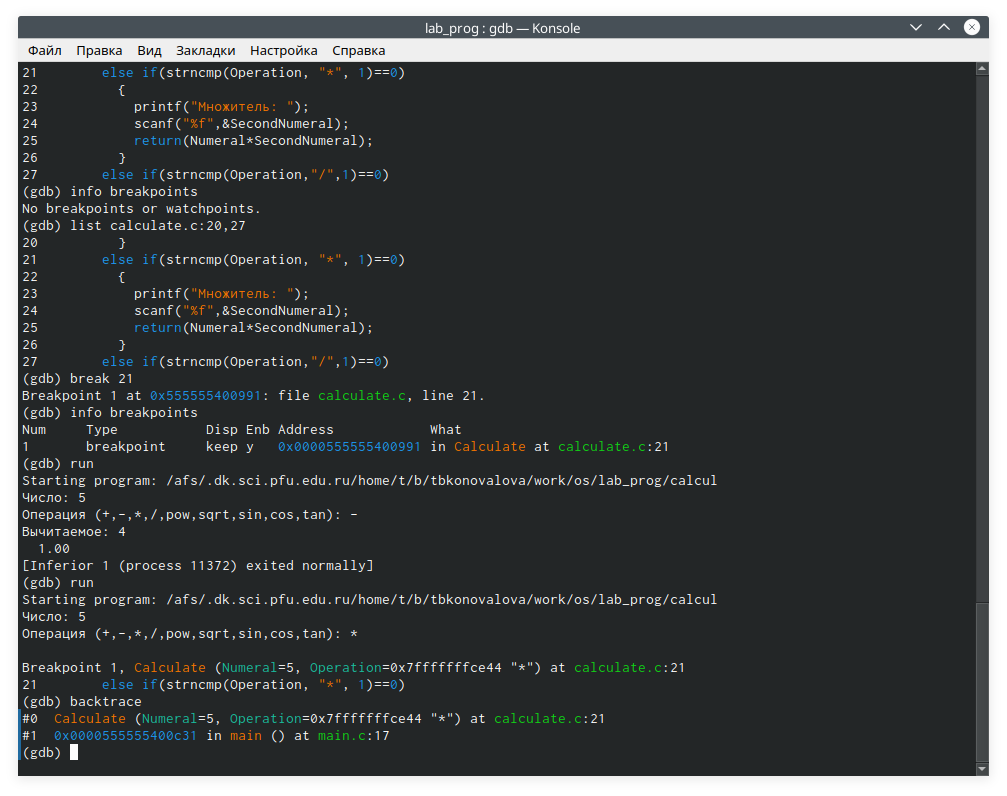 lab_prog : gdb — Konsole
Файл Правка Вид Закладки Настройка Справка
21        else if(strncmp(Operation, "*", 1)==0)
22          {
23            printf("Множитель: ");
24            scanf("%f",&SecondNumeral);
25            return(Numeral*SecondNumeral);
26          }
27        else if(strncmp(Operation,"/",1)==0)
(gdb) info breakpoints
No breakpoints or watchpoints.
(gdb) list calculate.c:20,27
20          }
21        else if(strncmp(Operation, "*", 1)==0)
22          {
23            printf("Множитель: ");
24            scanf("%f",&SecondNumeral);
25            return(Numeral*SecondNumeral);
26          }
27        else if(strncmp(Operation,"/",1)==0)
(gdb) break 21
Breakpoint 1 at 0x555555400991: file calculate.c, line 21.
(gdb) info breakpoints
Num     Type           Disp Enb Address            What
1       breakpoint     keep y   0x0000555555400991 in Calculate at calculate.c:21
(gdb) run
Starting program: /afs/.dk.sci.pfu.edu.ru/home/t/b/tbkonovalova/work/os/lab_prog/calcul
Число: 5
Операция (+,-,*,/,pow,sqrt,sin,cos,tan): -
Вычитаемое: 4
  1.00
[Inferior 1 (process 11372) exited normally]
(gdb) run
Starting program: /afs/.dk.sci.pfu.edu.ru/home/t/b/tbkonovalova/work/os/lab_prog/calcul
Число: 5
Операция (+,-,*,/,pow,sqrt,sin,cos,tan): *
Breakpoint 1, Calculate (Numeral=5, Operation=0x7fffffffce44 "*") at calculate.c:21
21        else if(strncmp(Operation, "*", 1)==0)
(gdb) backtrace
#0  Calculate (Numeral=5, Operation=0x7fffffffce44 "*") at calculate.c:21
#1  0x0000555555400c31 in main () at main.c:17
(gdb)